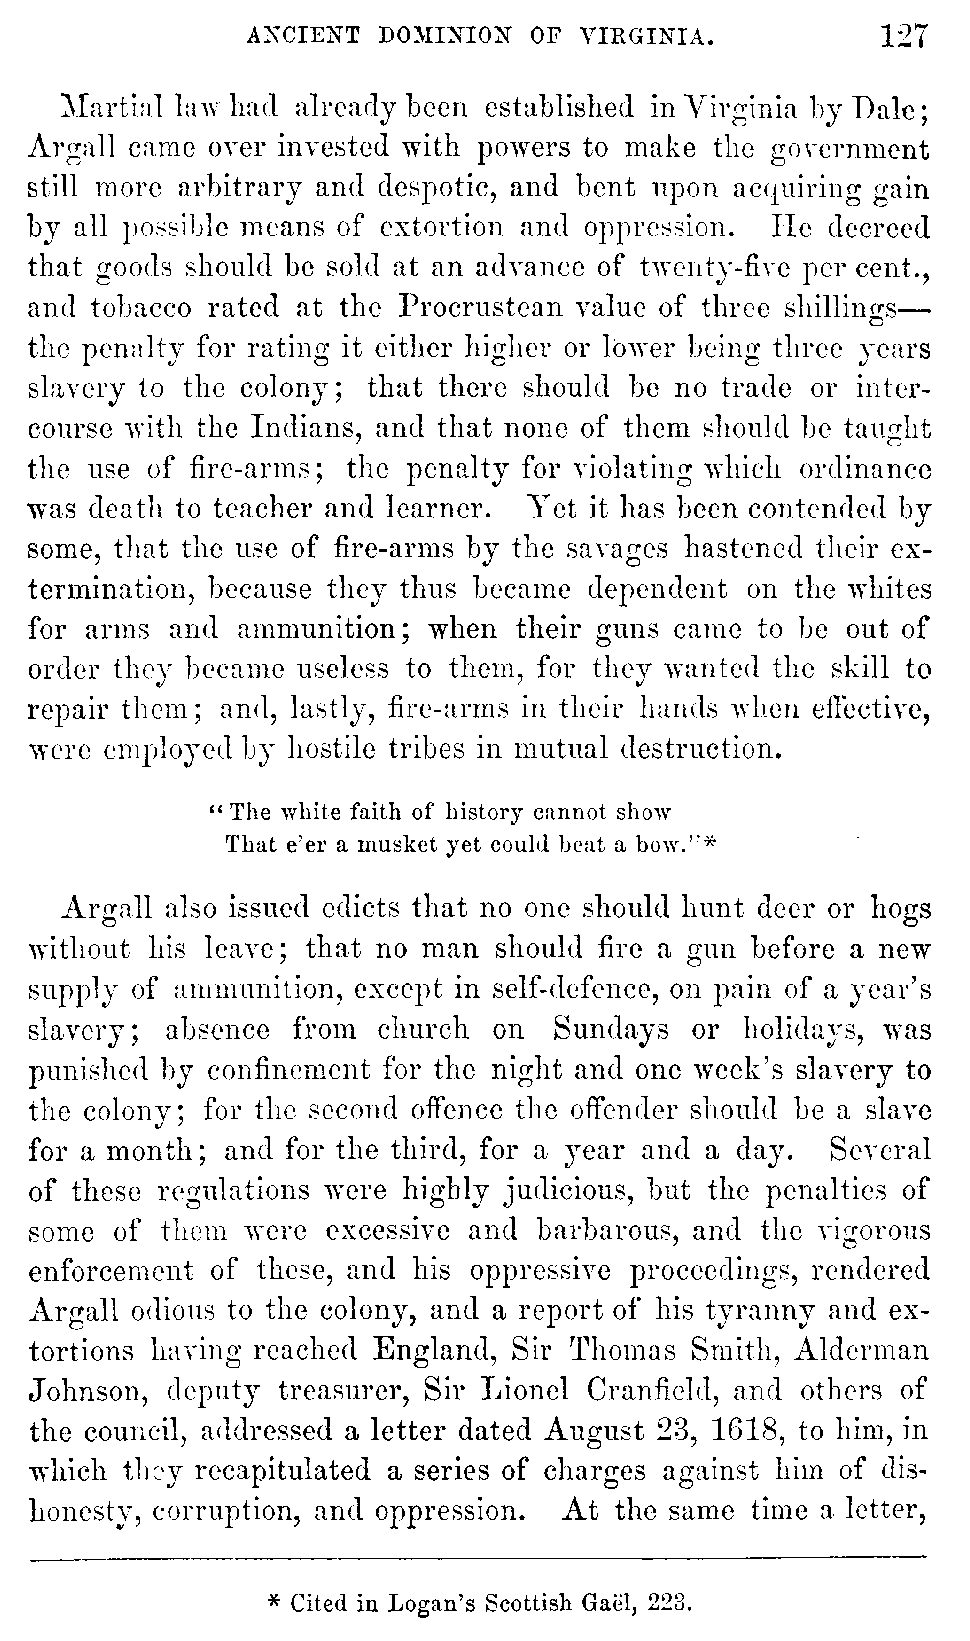 ANCIENT DOMINION OF VIRGINIA. 127
Martial law had already been established in Virginia by Dale;
Argall came over invested with powers to make the government
still more arbitrary and despotic, and bent upon acquiring gain
by all possible means of extortion and oppression. He decreed
that goods should be sold at an advance of twenty-five per cent.,
and tobacco rated at the Procrustean value of three shillings—
the penalty for rating it either higher or lower being three years
slavery to the colony; that there should be no trade or inter-
course with the Indians, and that none of them should be taught
the use of fire-arms; the penalty for violating which ordinance
was death to teacher and learner. Yet it has been contended by
some, that the use of fire-arms by the savages hastened their ex-
termination, because they thus became dependent on the whites
for arms and ammunition; when their guns came to be out of
order they became useless to them, for they wanted the skill to
repair them; and, lastly, fire-arms in their hands when effective,
were employed by hostile tribes in mutual destruction.
"The white faith of history cannot show
That e'er a musket yet could beat a bow."*
Argall also issued edicts that no one should hunt deer or hogs
without his leave; that no man should fire a gun before a new
supply of ammunition, except in self-defence, on pain of a year's
slavery; absence from church on Sundays or holidays, was
punished by confinement for the night and one week's slavery to
the colony; for the second offence the offender should be a slave
for a month; and for the third, for a year and a day. Several
of these regulations were highly judicious, but the penalties of
some of them were excessive and barbarous, and the vigorous
enforcement of these, and his oppressive proceedings, rendered
Argall odious to the colony, and a report of his tyranny and ex-
tortions having reached England, Sir Thomas Smith, Alderman
Johnson, deputy treasurer, Sir Lionel Cranfield, and others of
the council, addressed a letter dated August 23, 1618, to him, in
which they recapitulated a series of charges against him of dis-
honesty, corruption, and oppression. At the same time a letter,
* Cited in Logan's Scottish Gaël, 223.